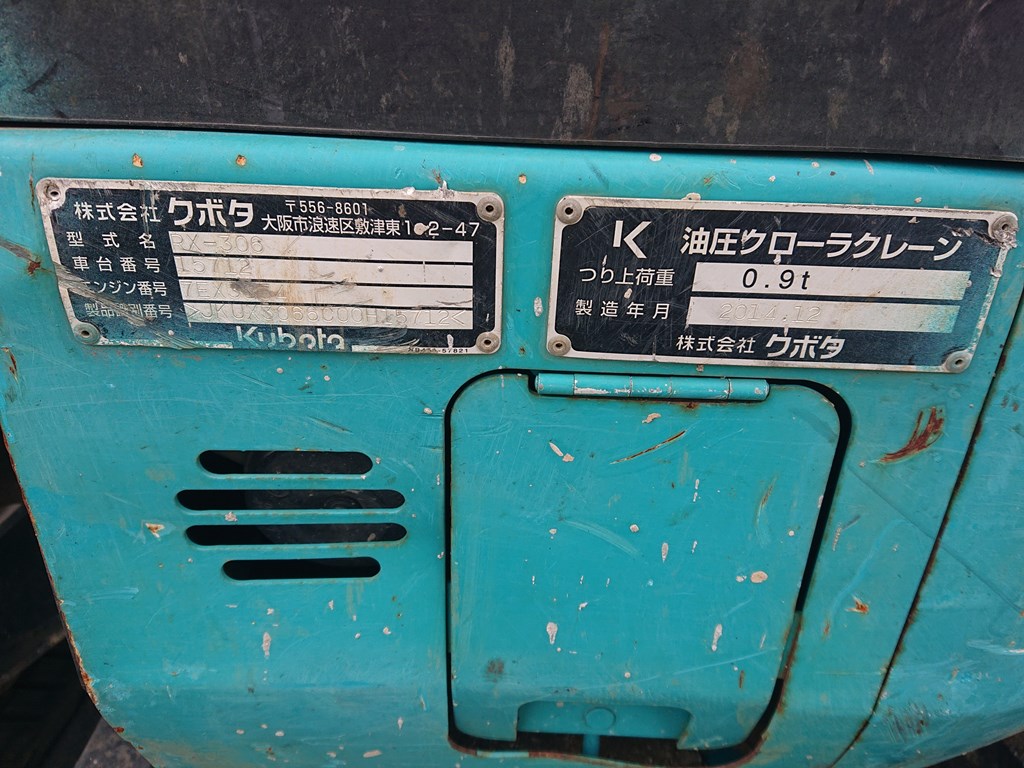 株式会社 クボタ 〒556-8601
大阪市浪速区敷津東1-2-47
型式名 RX-306
車台番号 15712
エンジン番号
製品識別番号
Kubota
K 油圧クローラクレーン
つり上荷重 0.9t
製造年月 2014.12
株式会社 クボタ